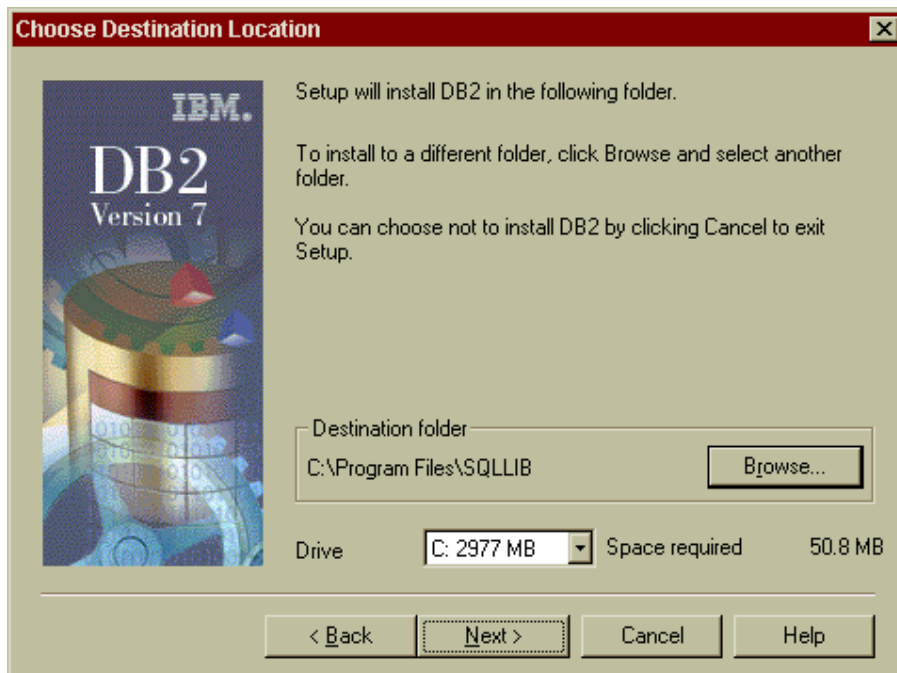 Choose Destination Location
IBM.
DB2
Version 7
Setup will install DB2 in the following folder.
To install to a different folder, click Browse and select another
folder.
You can choose not to install DB2 by clicking Cancel to exit
Setup.
Destination folder
C:\Program Files\SQLLIB
Browse...
Drive
C: 2977 MB
Space required
50.8 MB
< Back
Next >
Cancel
Help